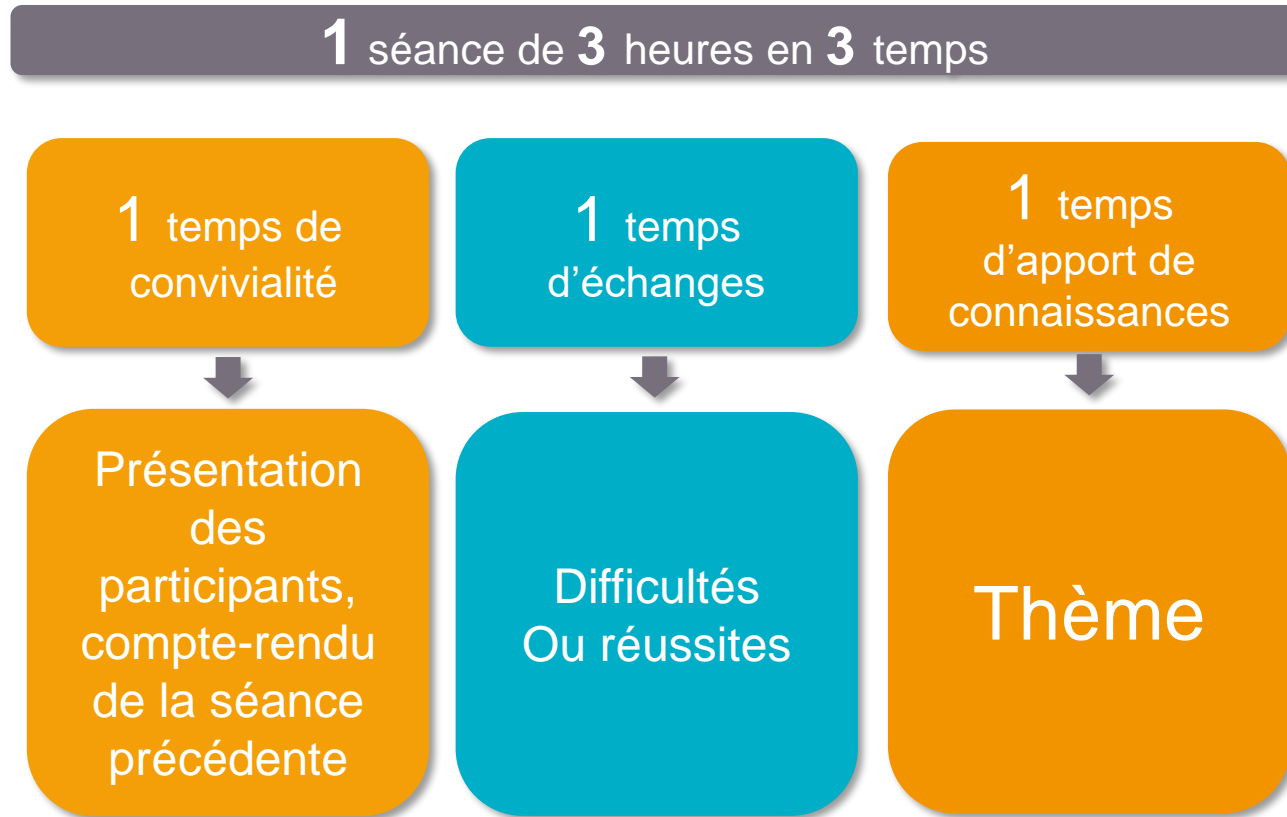 1 séance de 3 heures en 3 temps
1 temps de
convivialité
1 temps
d’échanges
1 temps
d’apport de
connaissances
Présentation
des
participants,
compte-rendu
de la séance
précédente
Difficultés
Ou réussites
Thème